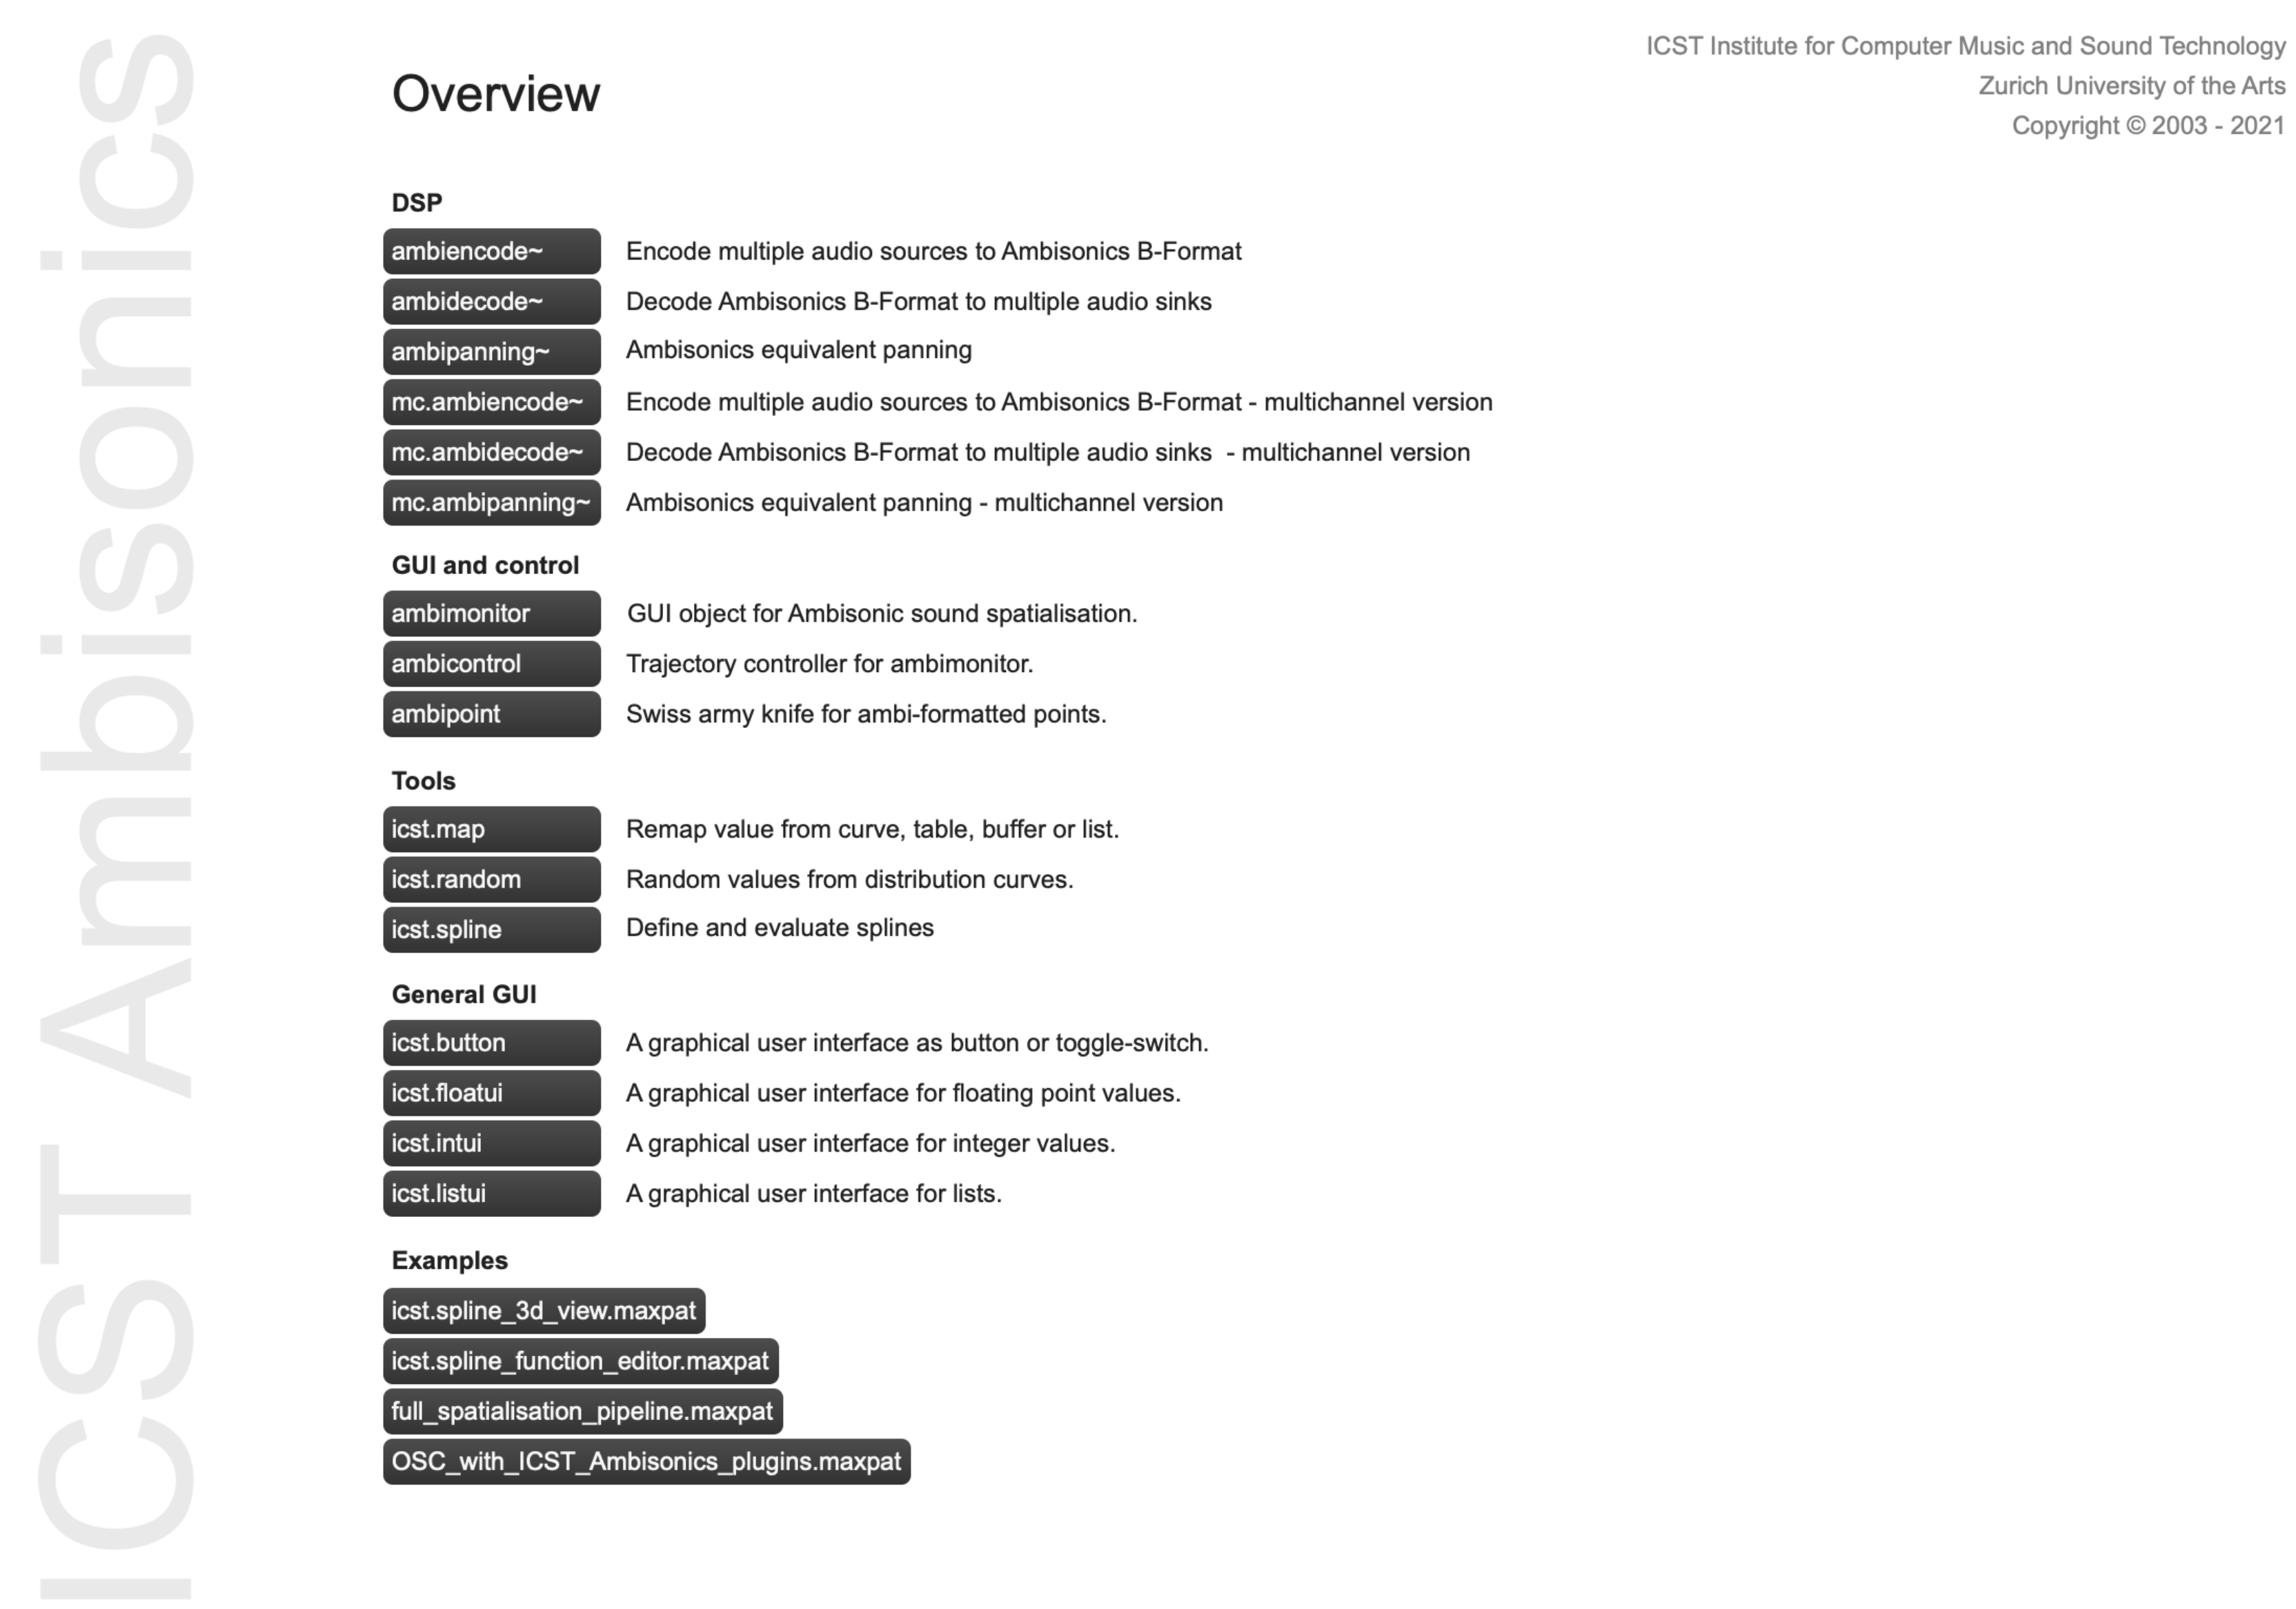 ICST Ambisonics
ICST Institute for Computer Music and Sound Technology
Zurich University of the Arts
Copyright © 2003 - 2021
Overview
DSP
ambiencode~ Encode multiple audio sources to Ambisonics B-Format
ambidecode~ Decode Ambisonics B-Format to multiple audio sinks
ambipanning~ Ambisonics equivalent panning
mc.ambiencode~ Encode multiple audio sources to Ambisonics B-Format - multichannel version
mc.ambidecode~ Decode Ambisonics B-Format to multiple audio sinks  - multichannel version
mc.ambipanning~ Ambisonics equivalent panning - multichannel version
GUI and control
ambimonitor GUI object for Ambisonic sound spatialisation.
ambicontrol Trajectory controller for ambimonitor.
ambipoint Swiss army knife for ambi-formatted points.
Tools
icst.map Remap value from curve, table, buffer or list.
icst.random Random values from distribution curves.
icst.spline Define and evaluate splines
General GUI
icst.button A graphical user interface as button or toggle-switch.
icst.floatui A graphical user interface for floating point values.
icst.intui A graphical user interface for integer values.
icst.listui A graphical user interface for lists.
Examples
icst.spline_3d_view.maxpat
icst.spline_function_editor.maxpat
full_spatialisation_pipeline.maxpat
OSC_with_ICST_Ambisonics_plugins.maxpat